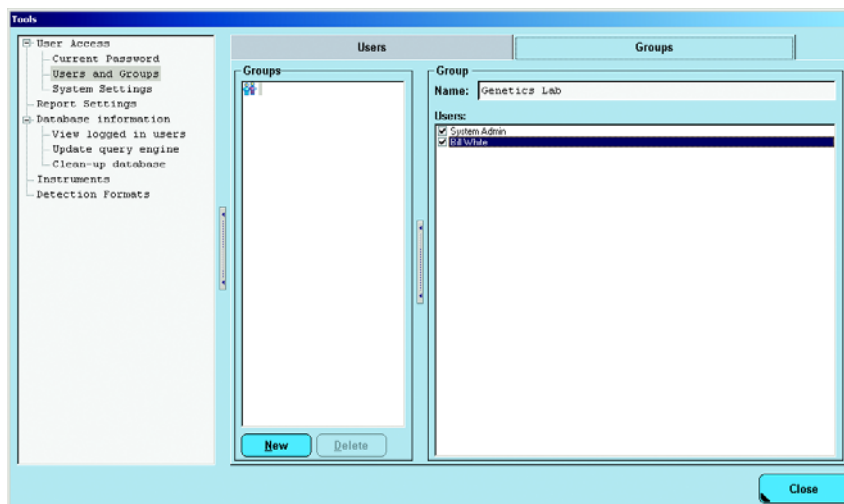 Tools
User Access
Current Password
Users and Groups
System Settings
Report Settings
Database information
View logged in users
Update query engine
Clean-up database
Instruments
Detection Formats
Users
Groups
Groups
New
Delete
Group
Name: Genetics Lab
Users:
System Admin
Bill White
Close